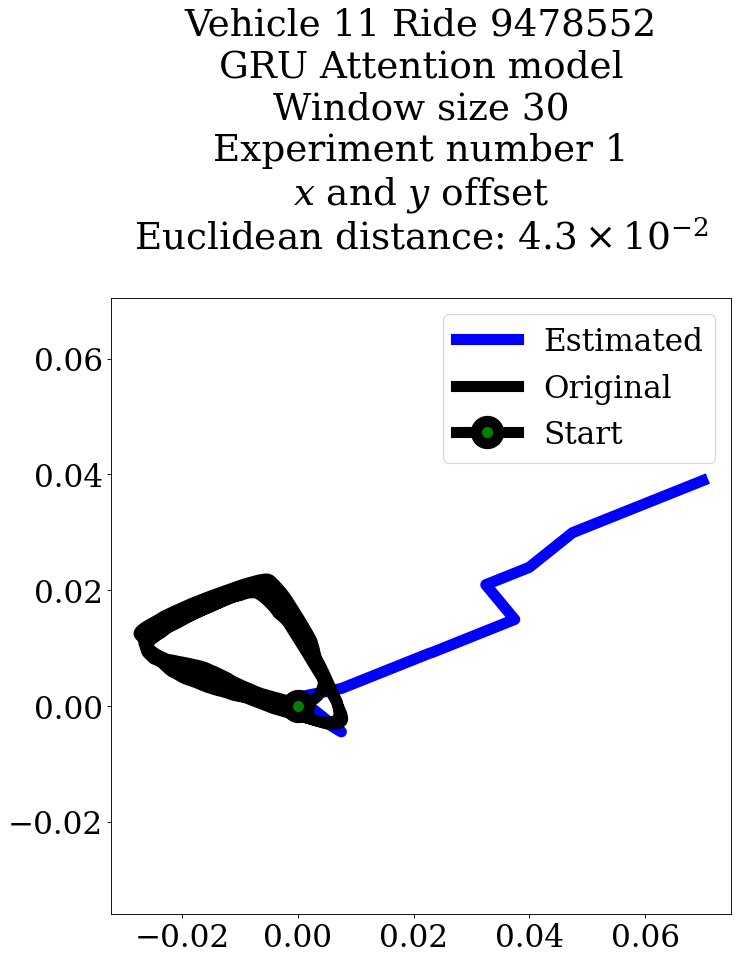 Vehicle 11 Ride 9478552
GRU Attention model
Window size 30
Experiment number 1
x and y offset
Euclidean distance: 4.3 × 10⁻²
Estimated
Original
Start
0.06
0.04
0.02
0.00
−0.02
−0.02 0.00 0.02 0.04 0.06